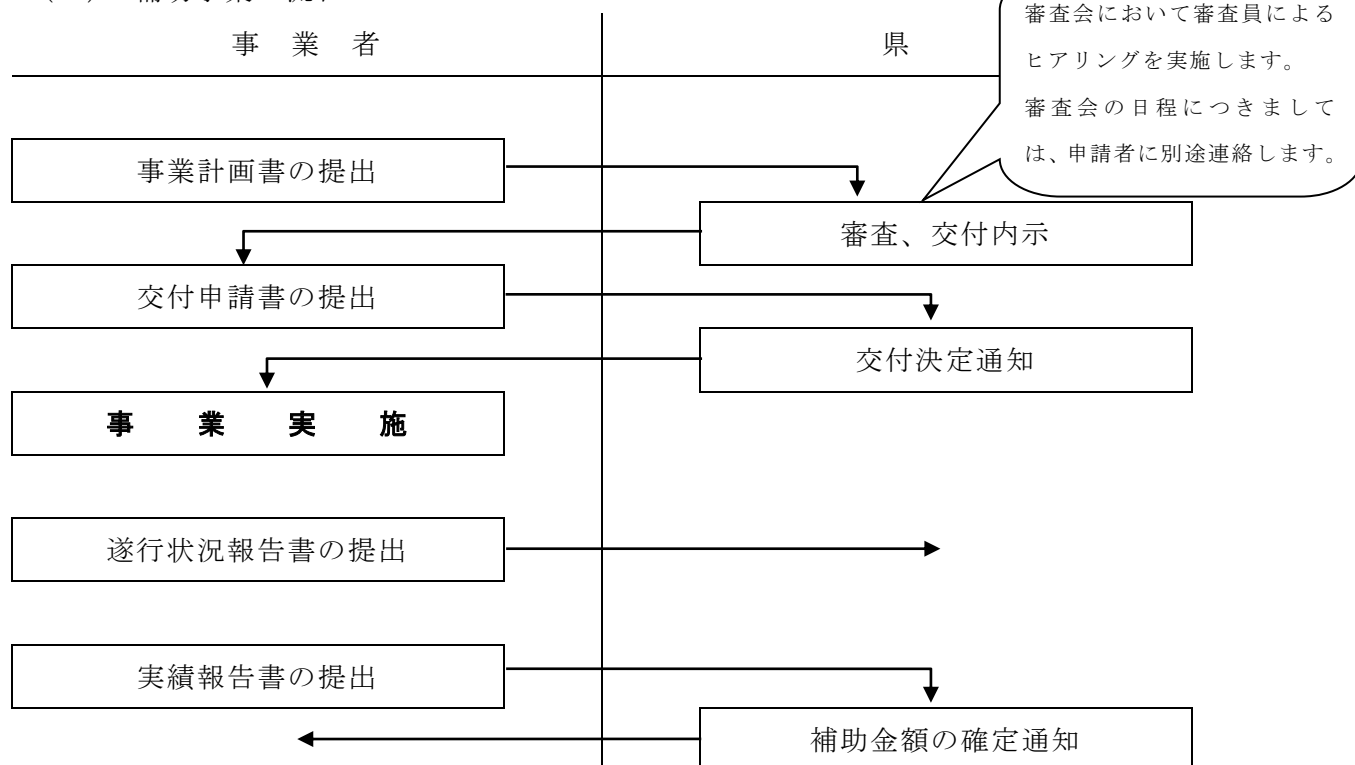 事業者
県
審査会において審査員による
ヒアリングを実施します。
審査会の日程につきまして
は、申請者に別途連絡します。
事業計画書の提出
審査、交付内示
交付申請書の提出
交付決定通知
事業実施
遂行状況報告書の提出
実績報告書の提出
補助金額の確定通知